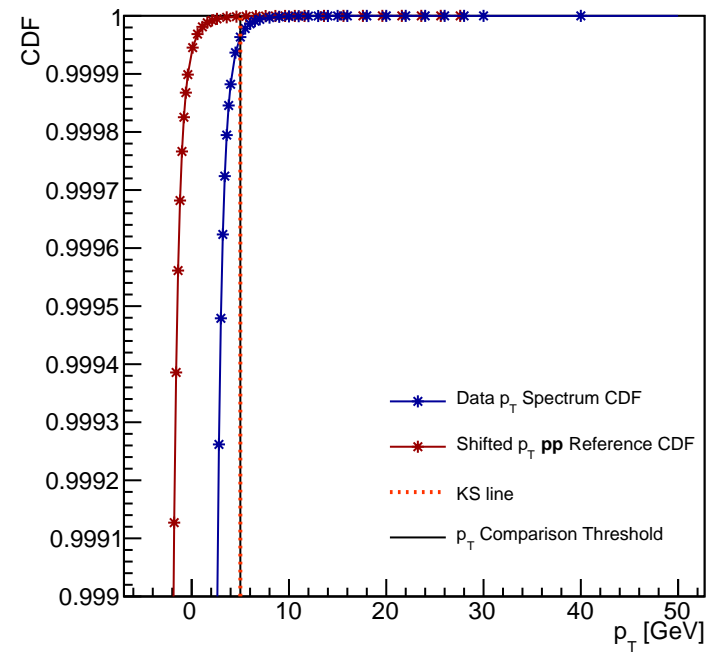 CDF
1
0.9999
0.9998
0.9997
0.9996
0.9995
0.9994
0.9993
0.9992
0.9991
0.999
Data p_T Spectrum CDF
Shifted p_T pp Reference CDF
KS line
p_T Comparison Threshold
0 10 20 30 40 50
p_T [GeV]